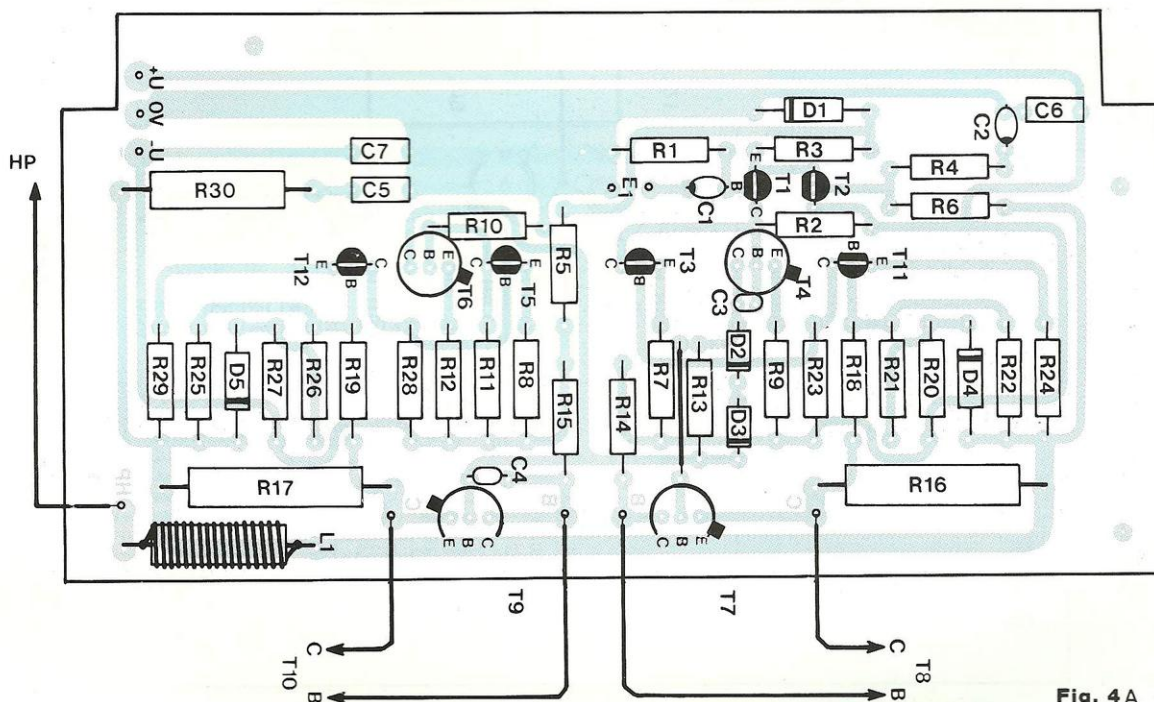 +U
0V
-U
HP
D1
C6
C2
C7
R1
E
R3
R4
R30
C5
E1
C1
B
T1
T2
C
R6
R10
R2
R5
T12
E
C
B
C
B
E
T6
C
E
B
T5
C
E
B
T3
C
B
E
T4
C3
B
C
E
T11
R29
R25
D5
R27
R26
R19
R28
R12
R11
R8
R15
R14
R7
R13
D2
D3
R9
R23
R18
R21
R20
D4
R22
R24
HP
R17
C
C4
B
B
C
R16
L1
E
B
C
C
B
E
T9
T7
C
T10
B
C
T8
B
Fig. 4A